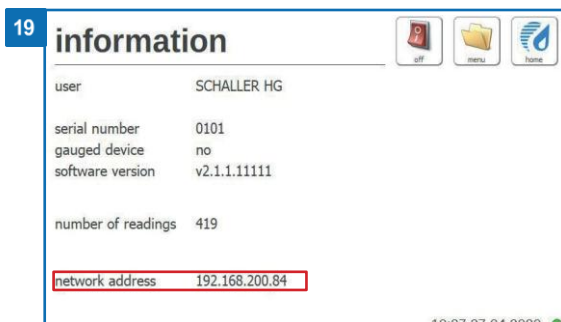 19
information
off
menu
home
user SCHALLER HG
serial number 0101
gauged device no
software version v2.1.1.11111
number of readings 419
network address 192.168.200.84